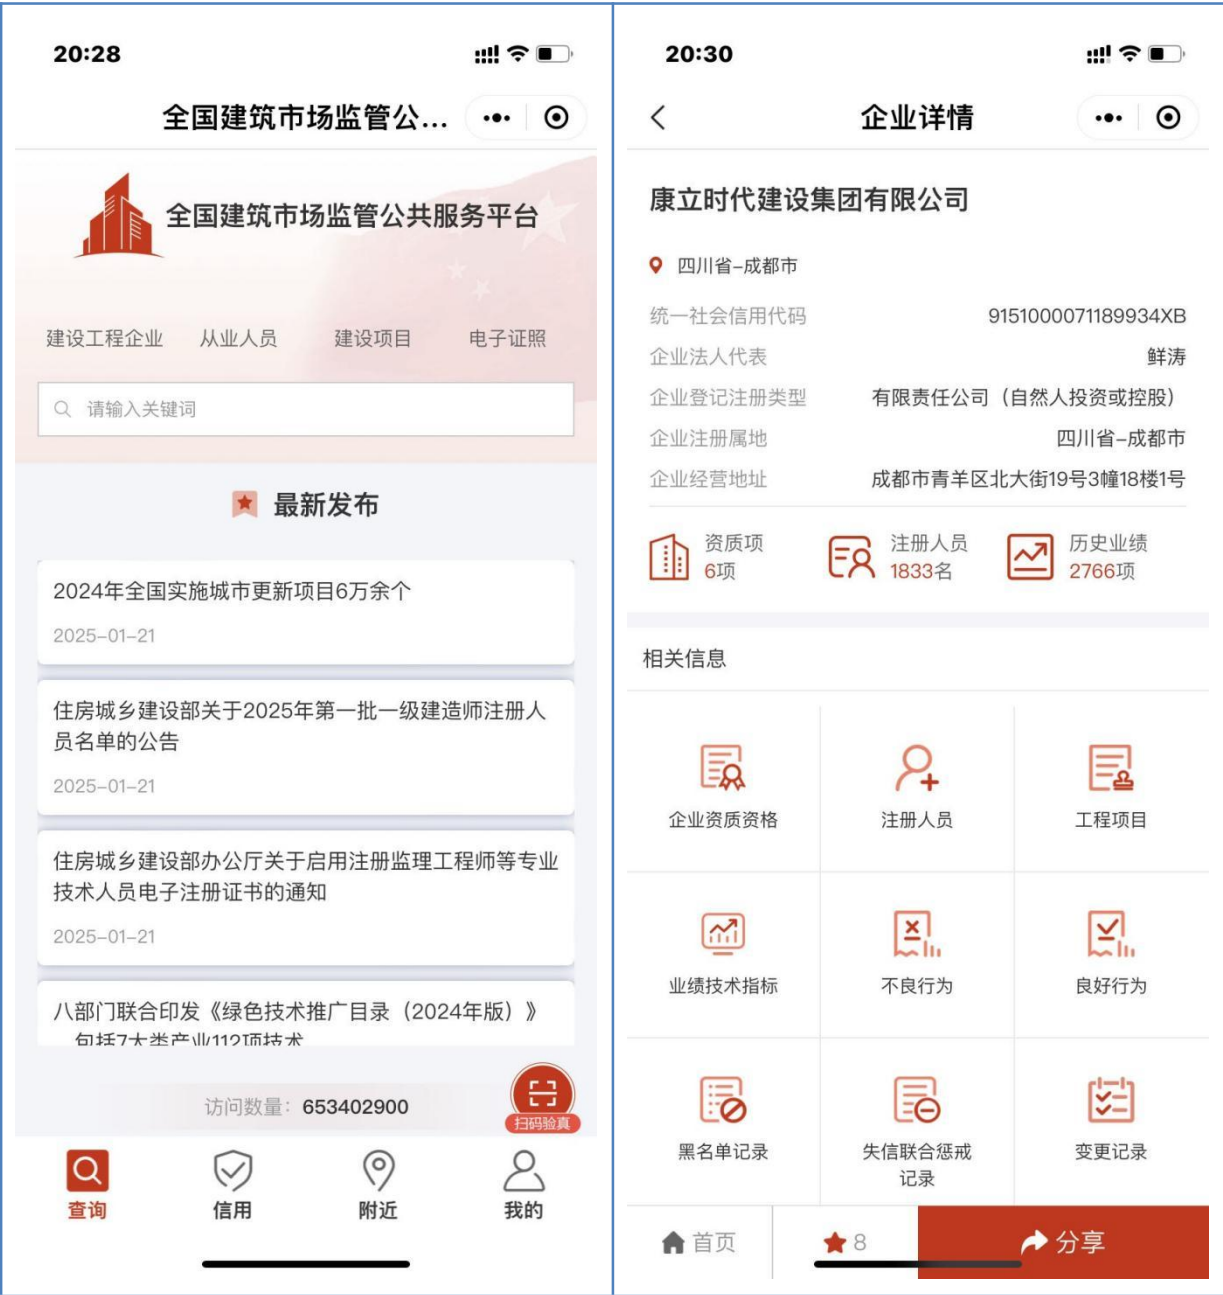 20:28
全国建筑市场监管公...
全国建筑市场监管公共服务平台
建设工程企业 从业人员 建设项目 电子证照
请输入关键词
最新发布
2024年全国实施城市更新项目6万余个
2025-01-21
住房城乡建设部关于2025年第一批一级建造师注册人
员名单的公告
2025-01-21
住房城乡建设部办公厅关于启用注册监理工程师等专业
技术人员电子注册证书的通知
2025-01-21
八部门联合印发《绿色技术推广目录（2024年版）》
包括7大类产业112项技术
访问数量：653402900
扫码验真
查询 信用 附近 我的
20:30
企业详情
康立时代建设集团有限公司
四川省-成都市
统一社会信用代码 9151000071189934XB
企业法人代表 鲜涛
企业登记注册类型 有限责任公司（自然人投资或控股）
企业注册属地 四川省-成都市
企业经营地址 成都市青羊区北大街19号3幢18楼1号
资质项 注册人员 历史业绩
6项 1833名 2766项
相关信息
企业资质资格 注册人员 工程项目
业绩技术指标 不良行为 良好行为
黑名单记录 失信联合惩戒 变更记录
记录
首页 8 分享